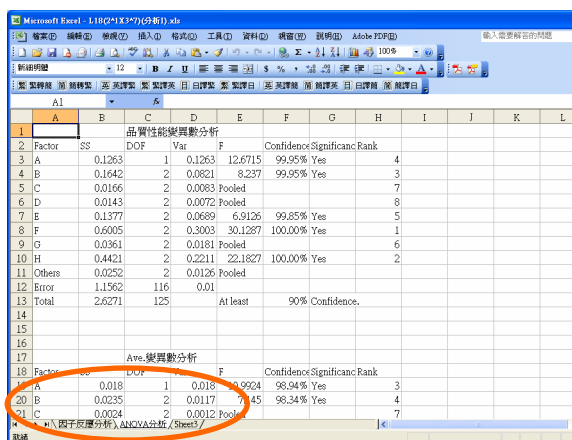 Microsoft Excel - L18(2^1X3^7)(分析1).xls
檔案(F) 編輯(E) 檢視(V) 插入(I) 格式(O) 工具(T) 資料(D) 視窗(W) 說明(H) Adobe PDF(B) 輸入需要解答的問題
100%
新細明體 12 B I U $ % , A
繁 繁轉簡 簡 簡轉繁 英 英譯繁 繁 繁譯英 日 日譯繁 繁 繁譯日 英 英譯簡 簡 簡譯英 日 日譯簡 簡 簡譯日
A1 fx
A B C D E F G H I J K L
1 品質性能變異數分析
2 Factor SS DOF Var F Confidence Significanc Rank
3 A 0.1263 1 0.1263 12.6715 99.95% Yes 4
4 B 0.1642 2 0.0821 8.237 99.95% Yes 3
5 C 0.0166 2 0.0083 Pooled 7
6 D 0.0143 2 0.0072 Pooled 8
7 E 0.1377 2 0.0689 6.9126 99.85% Yes 5
8 F 0.6005 2 0.3003 30.1287 100.00% Yes 1
9 G 0.0361 2 0.0181 Pooled 6
10 H 0.4421 2 0.2211 22.1827 100.00% Yes 2
11 Others 0.0252 2 0.0126 Pooled
12 Error 1.1562 116 0.01
13 Total 2.6271 125 At least 90% Confidence.
14
15
16
17 Ave.變異數分析
18 Factor SS DOF F Confidence Significanc Rank
19 A 0.018 1 0.018 98.94% Yes 3
20 B 0.0235 2 0.0117 98.34% Yes 4
21 C 0.0024 2 0.0012 Pooled 7
因子反應分析 ANOVA分析 Sheet3
就緒